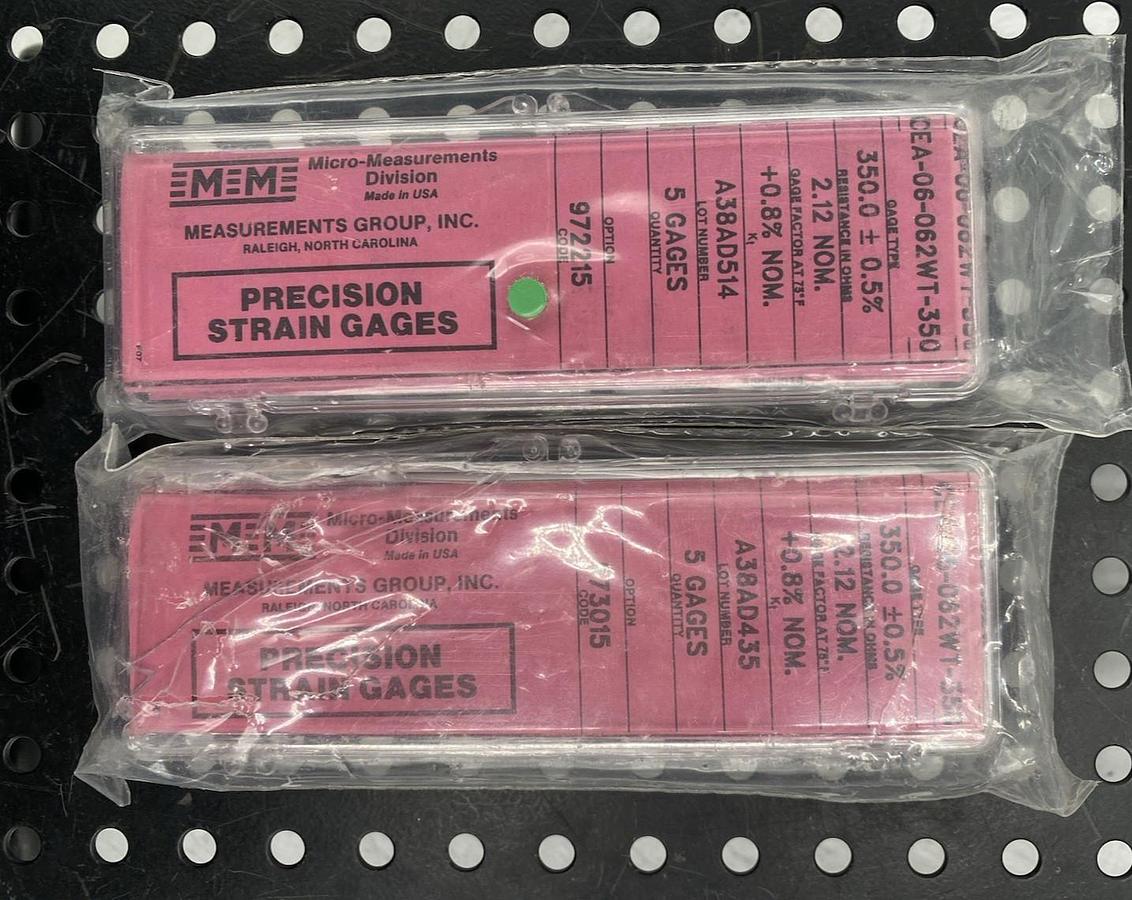 MM
Micro-Measurements
Division
Made in USA
MEASUREMENTS GROUP, INC.
RALEIGH, NORTH CAROLINA
PRECISION
STRAIN GAGES
CEA-06-062WT-350
GAGE TYPE
350.0 ± 0.5%
RESISTANCE IN OHMS
2.12 NOM.
GAGE FACTOR AT 75°F
+0.8% NOM.
Kt
A38AD514
LOT NUMBER
5 GAGES
QUANTITY
OPTION
972215
CODE
MM
Micro-Measurements
Division
Made in USA
MEASUREMENTS GROUP, INC.
RALEIGH, NORTH CAROLINA
PRECISION
STRAIN GAGES
350.0 ±0.5%
RESISTANCE IN OHMS
2.12 NOM.
FACTOR AT 75°F
+0.8% NOM.
Kt
A38AD435
LOT NUMBER
5 GAGES
QUANTITY
OPTION
73015
CODE